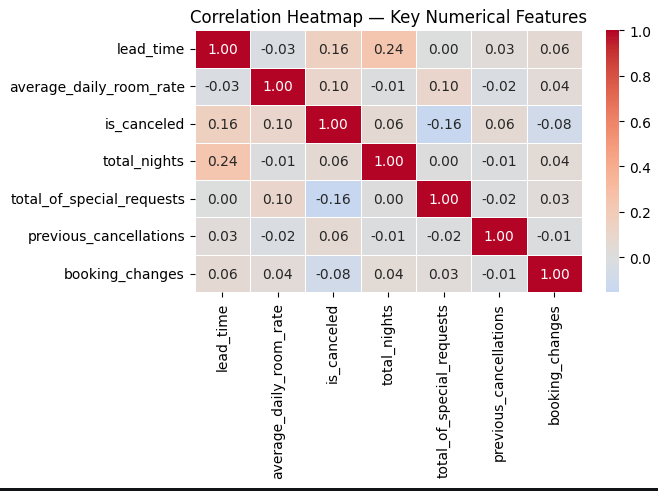 Correlation Heatmap — Key Numerical Features
lead_time 1.00 -0.03 0.16 0.24 0.00 0.03 0.06
average_daily_room_rate -0.03 1.00 0.10 -0.01 0.10 -0.02 0.04
is_canceled 0.16 0.10 1.00 0.06 -0.16 0.06 -0.08
total_nights 0.24 -0.01 0.06 1.00 0.00 -0.01 0.04
total_of_special_requests 0.00 0.10 -0.16 0.00 1.00 -0.02 0.03
previous_cancellations 0.03 -0.02 0.06 -0.01 -0.02 1.00 -0.01
booking_changes 0.06 0.04 -0.08 0.04 0.03 -0.01 1.00
lead_time
average_daily_room_rate
is_canceled
total_nights
total_of_special_requests
previous_cancellations
booking_changes
1.0
0.8
0.6
0.4
0.2
0.0